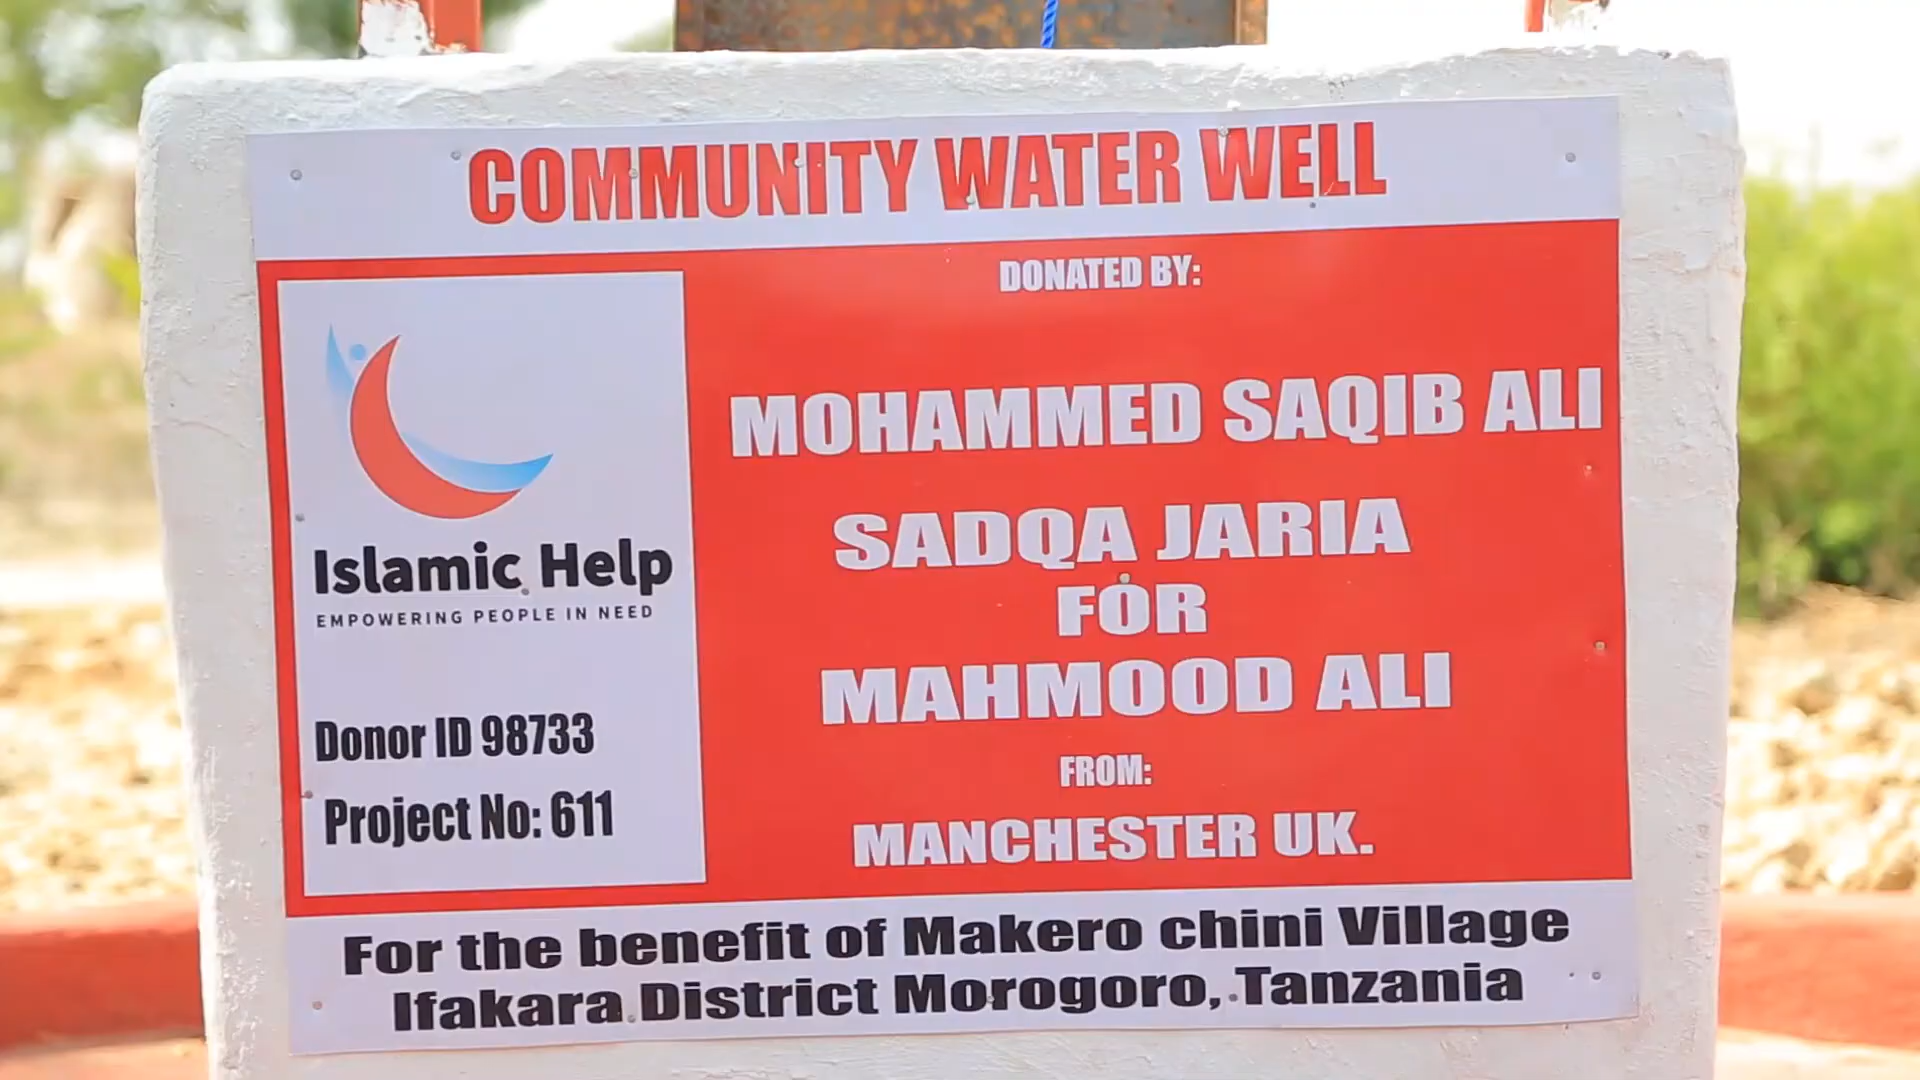 COMMUNITY WATER WELL
DONATED BY:
MOHAMMED SAQIB ALI
SADQA JARIA
FOR
MAHMOOD ALI
FROM:
MANCHESTER UK.
Islamic Help
EMPOWERING PEOPLE IN NEED
Donor ID 98733
Project No: 611
For the benefit of Makero chini Village
Ifakara District Morogoro, Tanzania